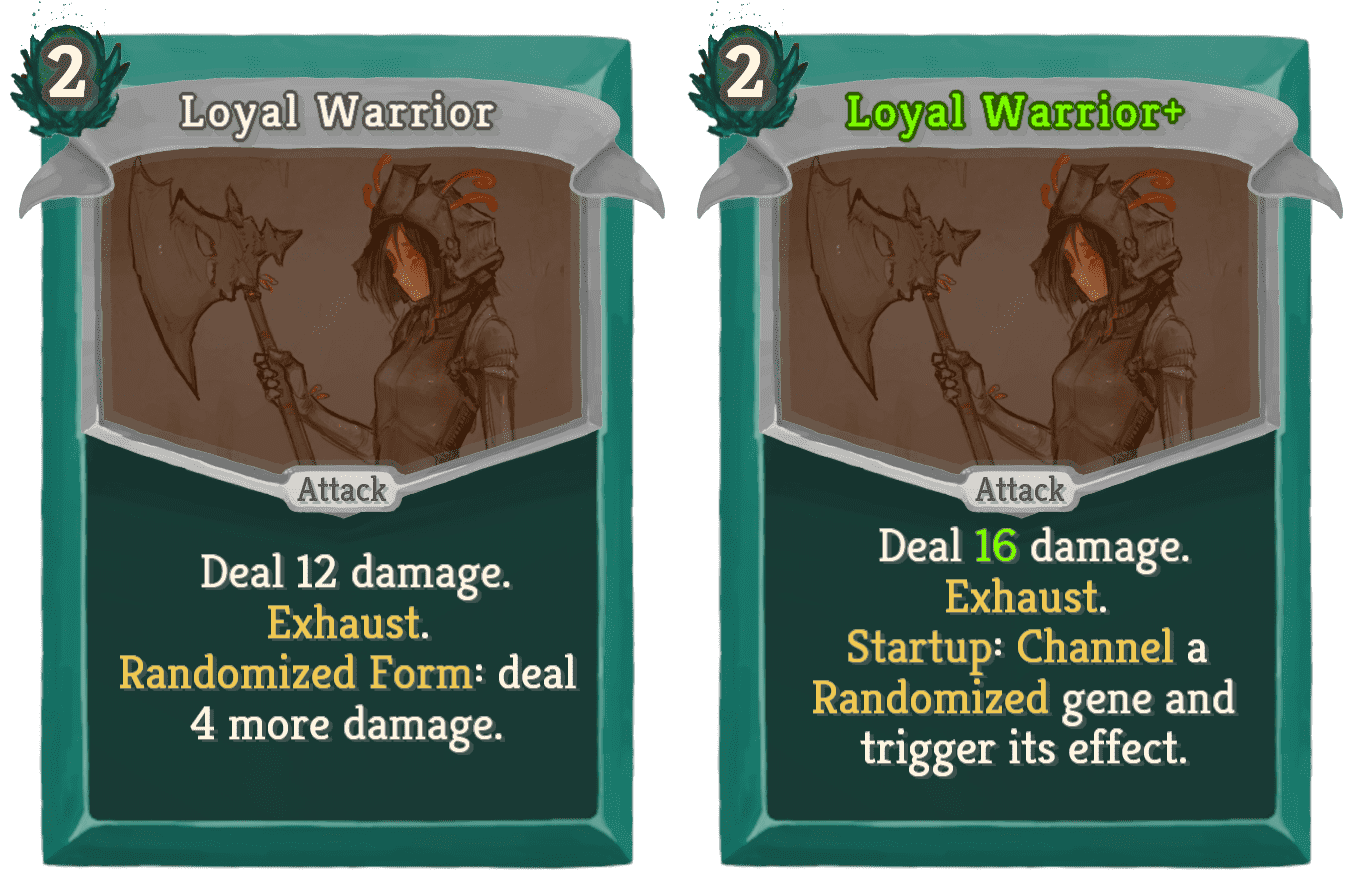 2
Loyal Warrior
Attack
Deal 12 damage.
Exhaust.
Randomized Form: deal
4 more damage.
2
Loyal Warrior+
Attack
Deal 16 damage.
Exhaust.
Startup: Channel a
Randomized gene and
trigger its effect.